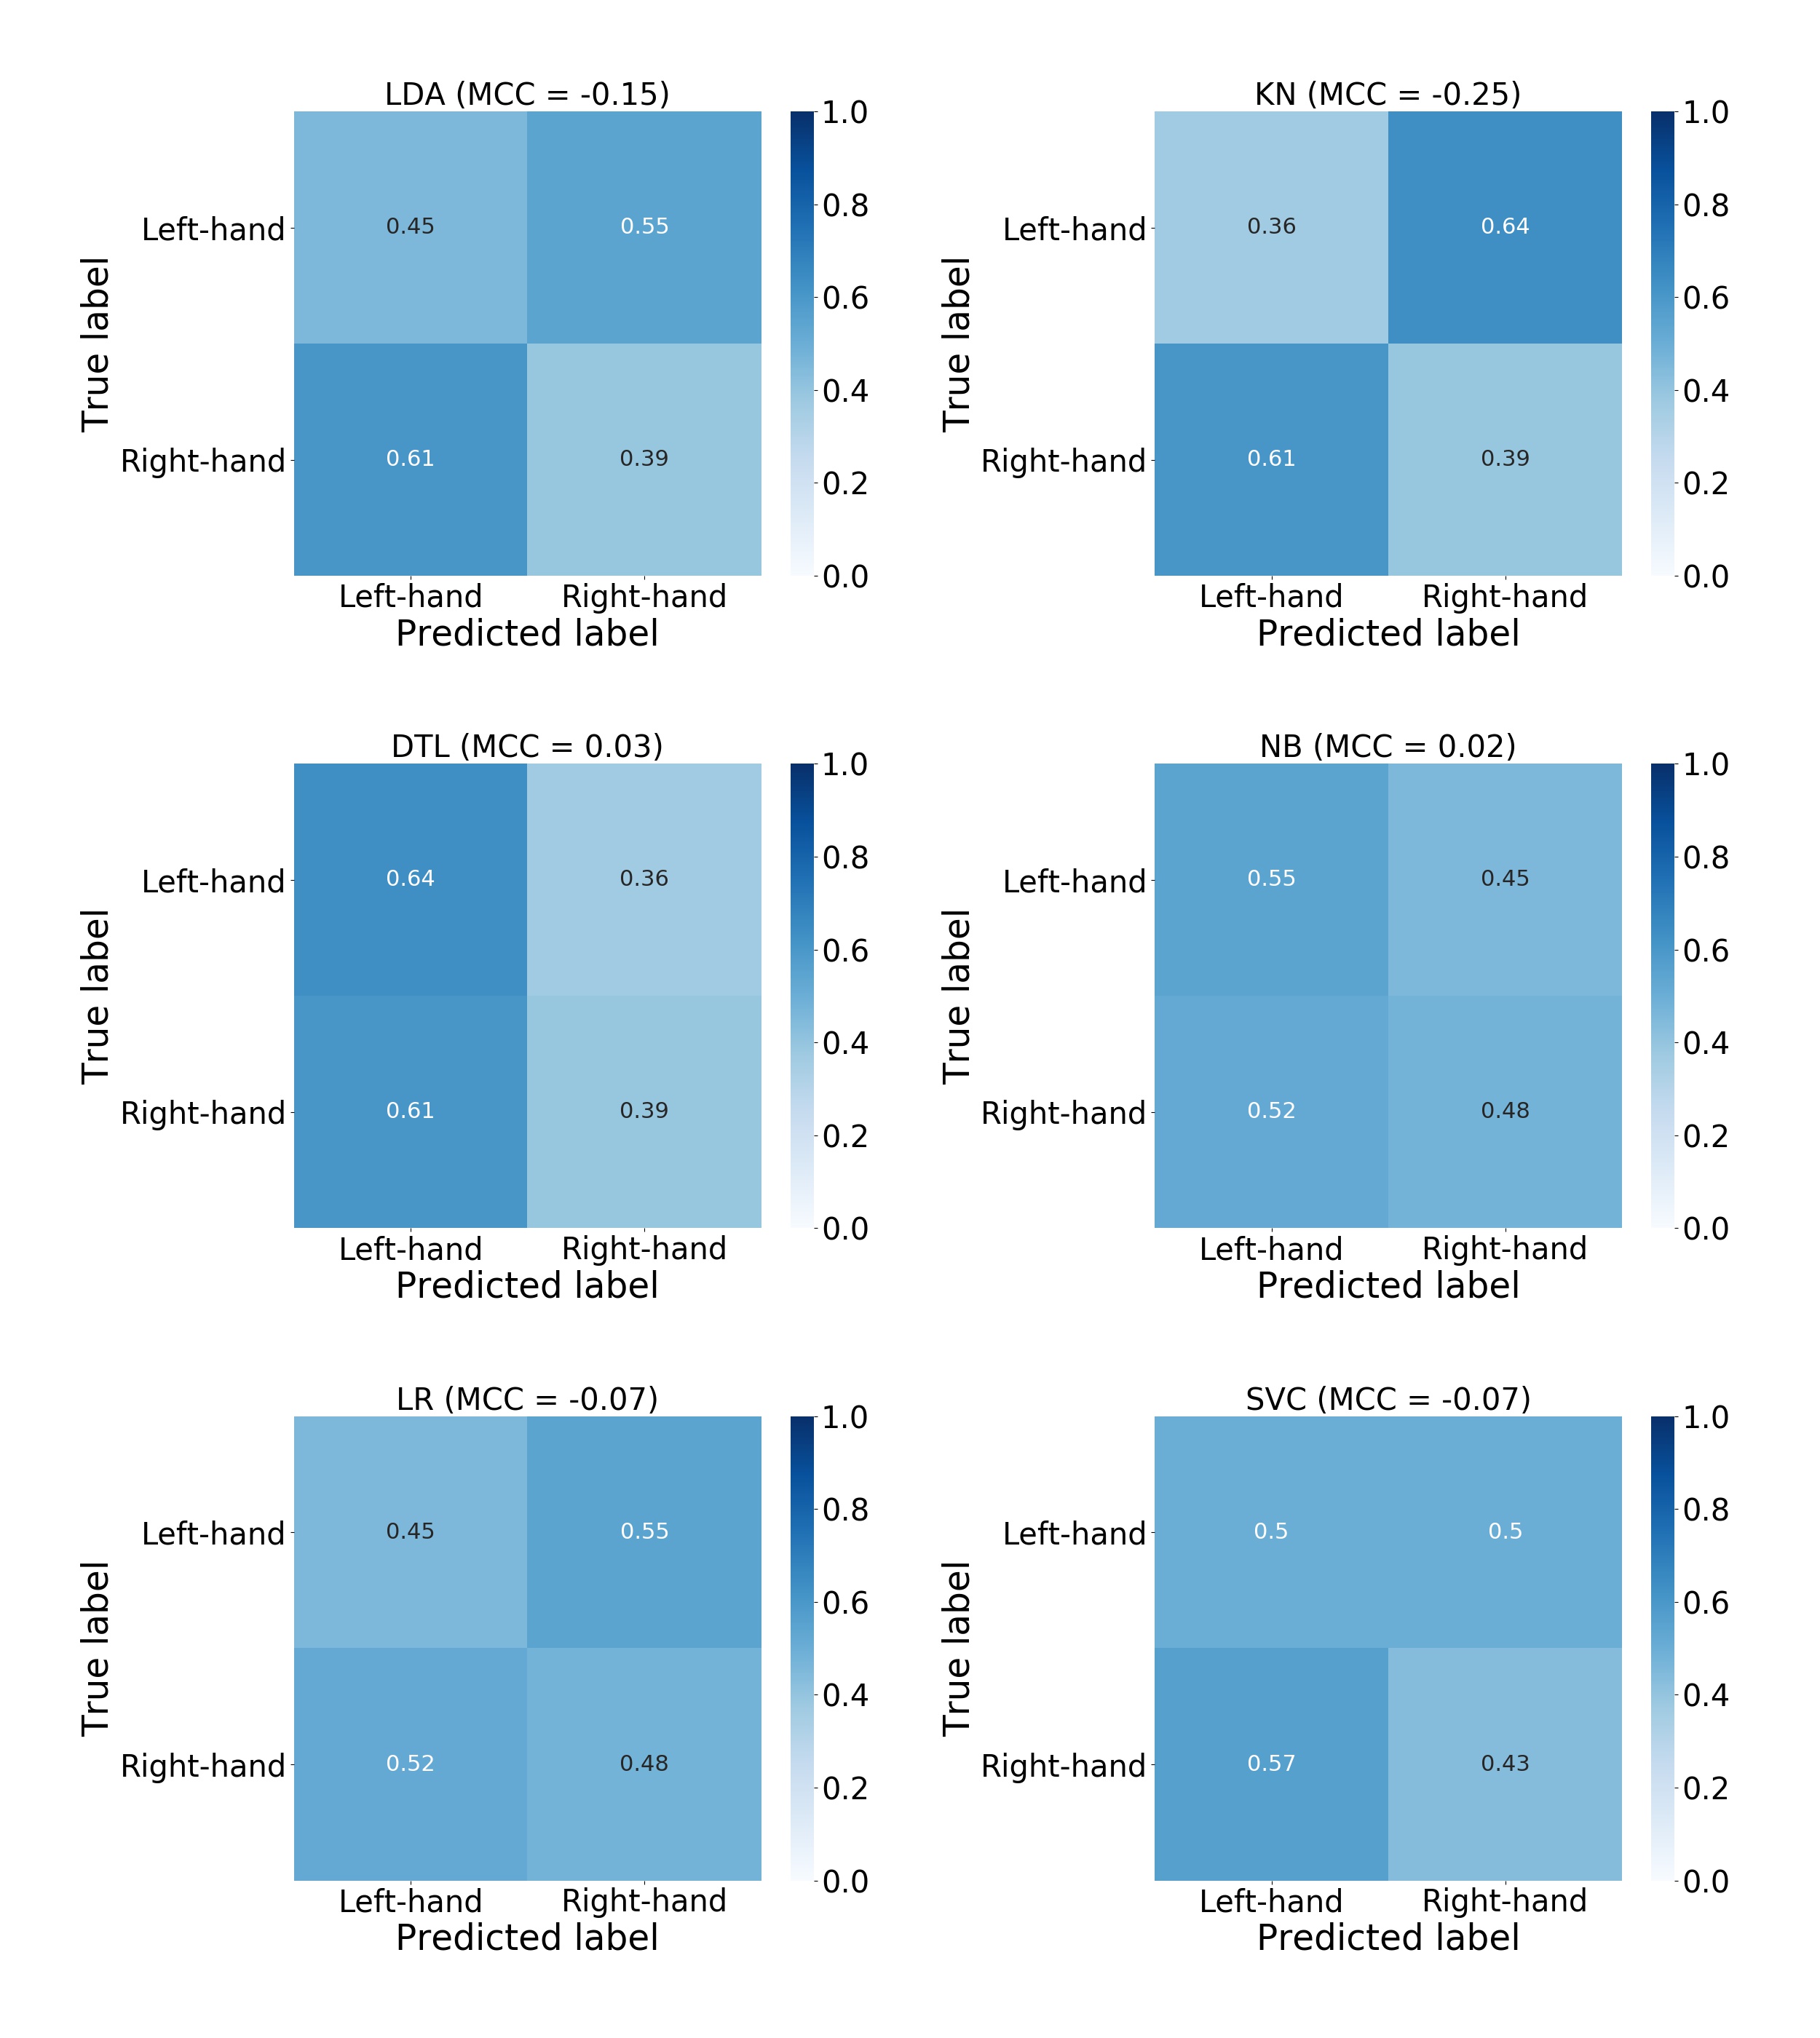 LDA (MCC = -0.15)
1.0
0.8
0.6
0.4
0.2
0.0
True label
Left-hand
Right-hand
0.45 0.55
0.61 0.39
Left-hand Right-hand
Predicted label
KN (MCC = -0.25)
1.0
0.8
0.6
0.4
0.2
0.0
True label
Left-hand
Right-hand
0.36 0.64
0.61 0.39
Left-hand Right-hand
Predicted label
DTL (MCC = 0.03)
1.0
0.8
0.6
0.4
0.2
0.0
True label
Left-hand
Right-hand
0.64 0.36
0.61 0.39
Left-hand Right-hand
Predicted label
NB (MCC = 0.02)
1.0
0.8
0.6
0.4
0.2
0.0
True label
Left-hand
Right-hand
0.55 0.45
0.52 0.48
Left-hand Right-hand
Predicted label
LR (MCC = -0.07)
1.0
0.8
0.6
0.4
0.2
0.0
True label
Left-hand
Right-hand
0.45 0.55
0.52 0.48
Left-hand Right-hand
Predicted label
SVC (MCC = -0.07)
1.0
0.8
0.6
0.4
0.2
0.0
True label
Left-hand
Right-hand
0.5 0.5
0.57 0.43
Left-hand Right-hand
Predicted label